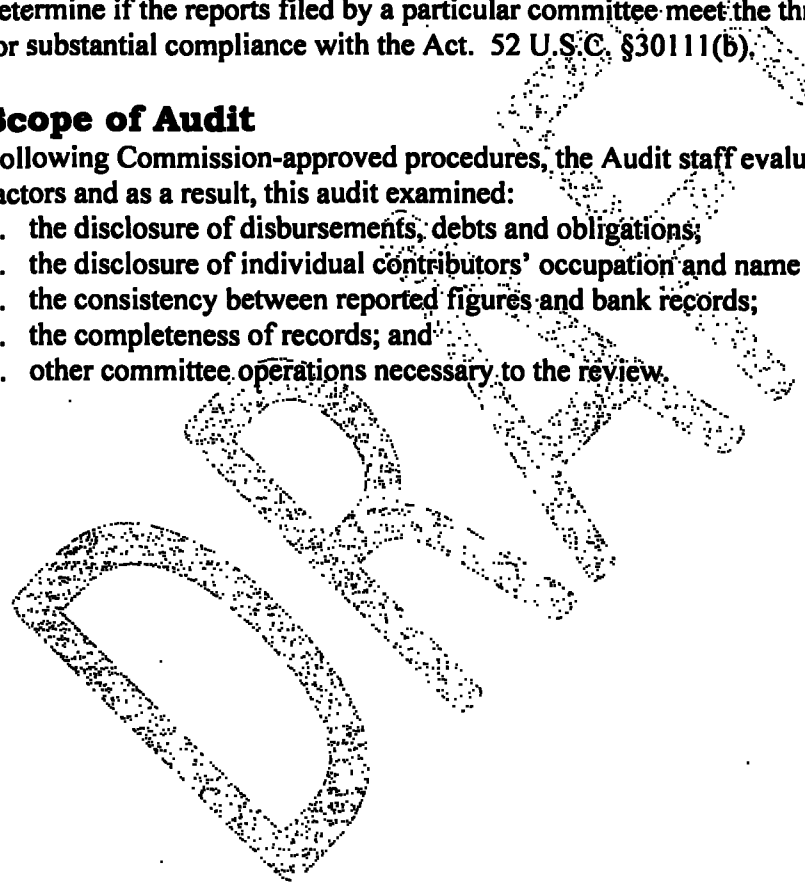 etermine if the reports filed by a particular committee meet the thr
or substantial compliance with the Act. 52 U.S.C. §30111(b).
Scope of Audit
ollowing Commission-approved procedures, the Audit staff evalu
actors and as a result, this audit examined:
. the disclosure of disbursements, debts and obligations;
. the disclosure of individual contributors' occupation and name
. the consistency between reported figures and bank records;
. the completeness of records; and
. other committee operations necessary to the review.
DRA